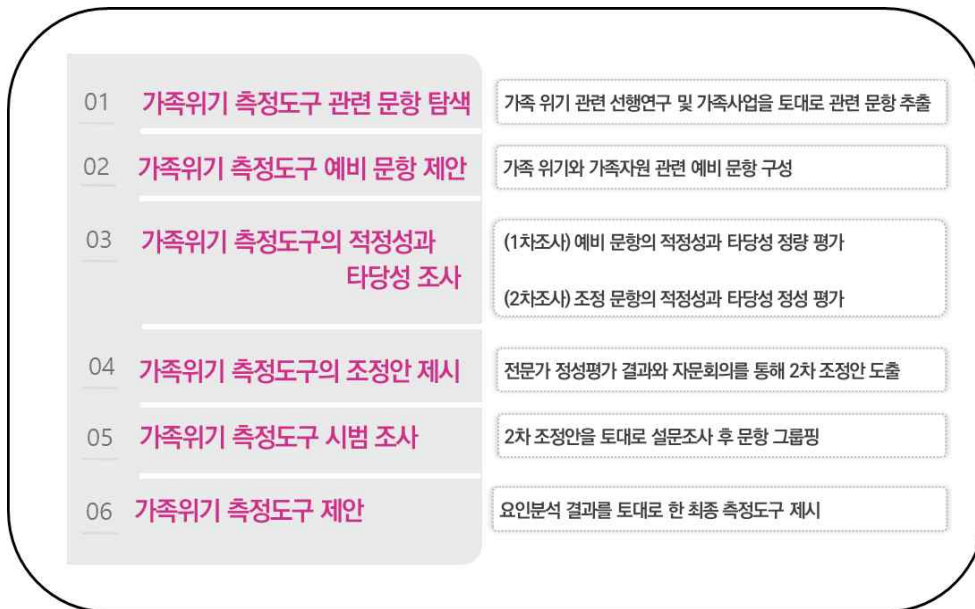 01 가족위기 측정도구 관련 문항 탐색
가족 위기 관련 선행연구 및 가족사업을 토대로 관련 문항 추출
02 가족위기 측정도구 예비 문항 제안
가족 위기와 가족자원 관련 예비 문항 구성
03 가족위기 측정도구의 적정성과
타당성 조사
(1차조사) 예비 문항의 적정성과 타당성 정량 평가
(2차조사) 조정 문항의 적정성과 타당성 정성 평가
04 가족위기 측정도구의 조정안 제시
전문가 정성평가 결과와 자문회의를 통해 2차 조정안 도출
05 가족위기 측정도구 시범 조사
2차 조정안을 토대로 설문조사 후 문항 그룹핑
06 가족위기 측정도구 제안
요인분석 결과를 토대로 한 최종 측정도구 제시